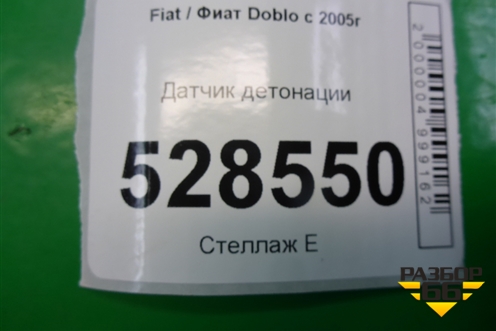 Fiat / Фиат Doblo с 2005г
Датчик детонации
528550
Стеллаж Е
2000004999162
РАЗБОР
66